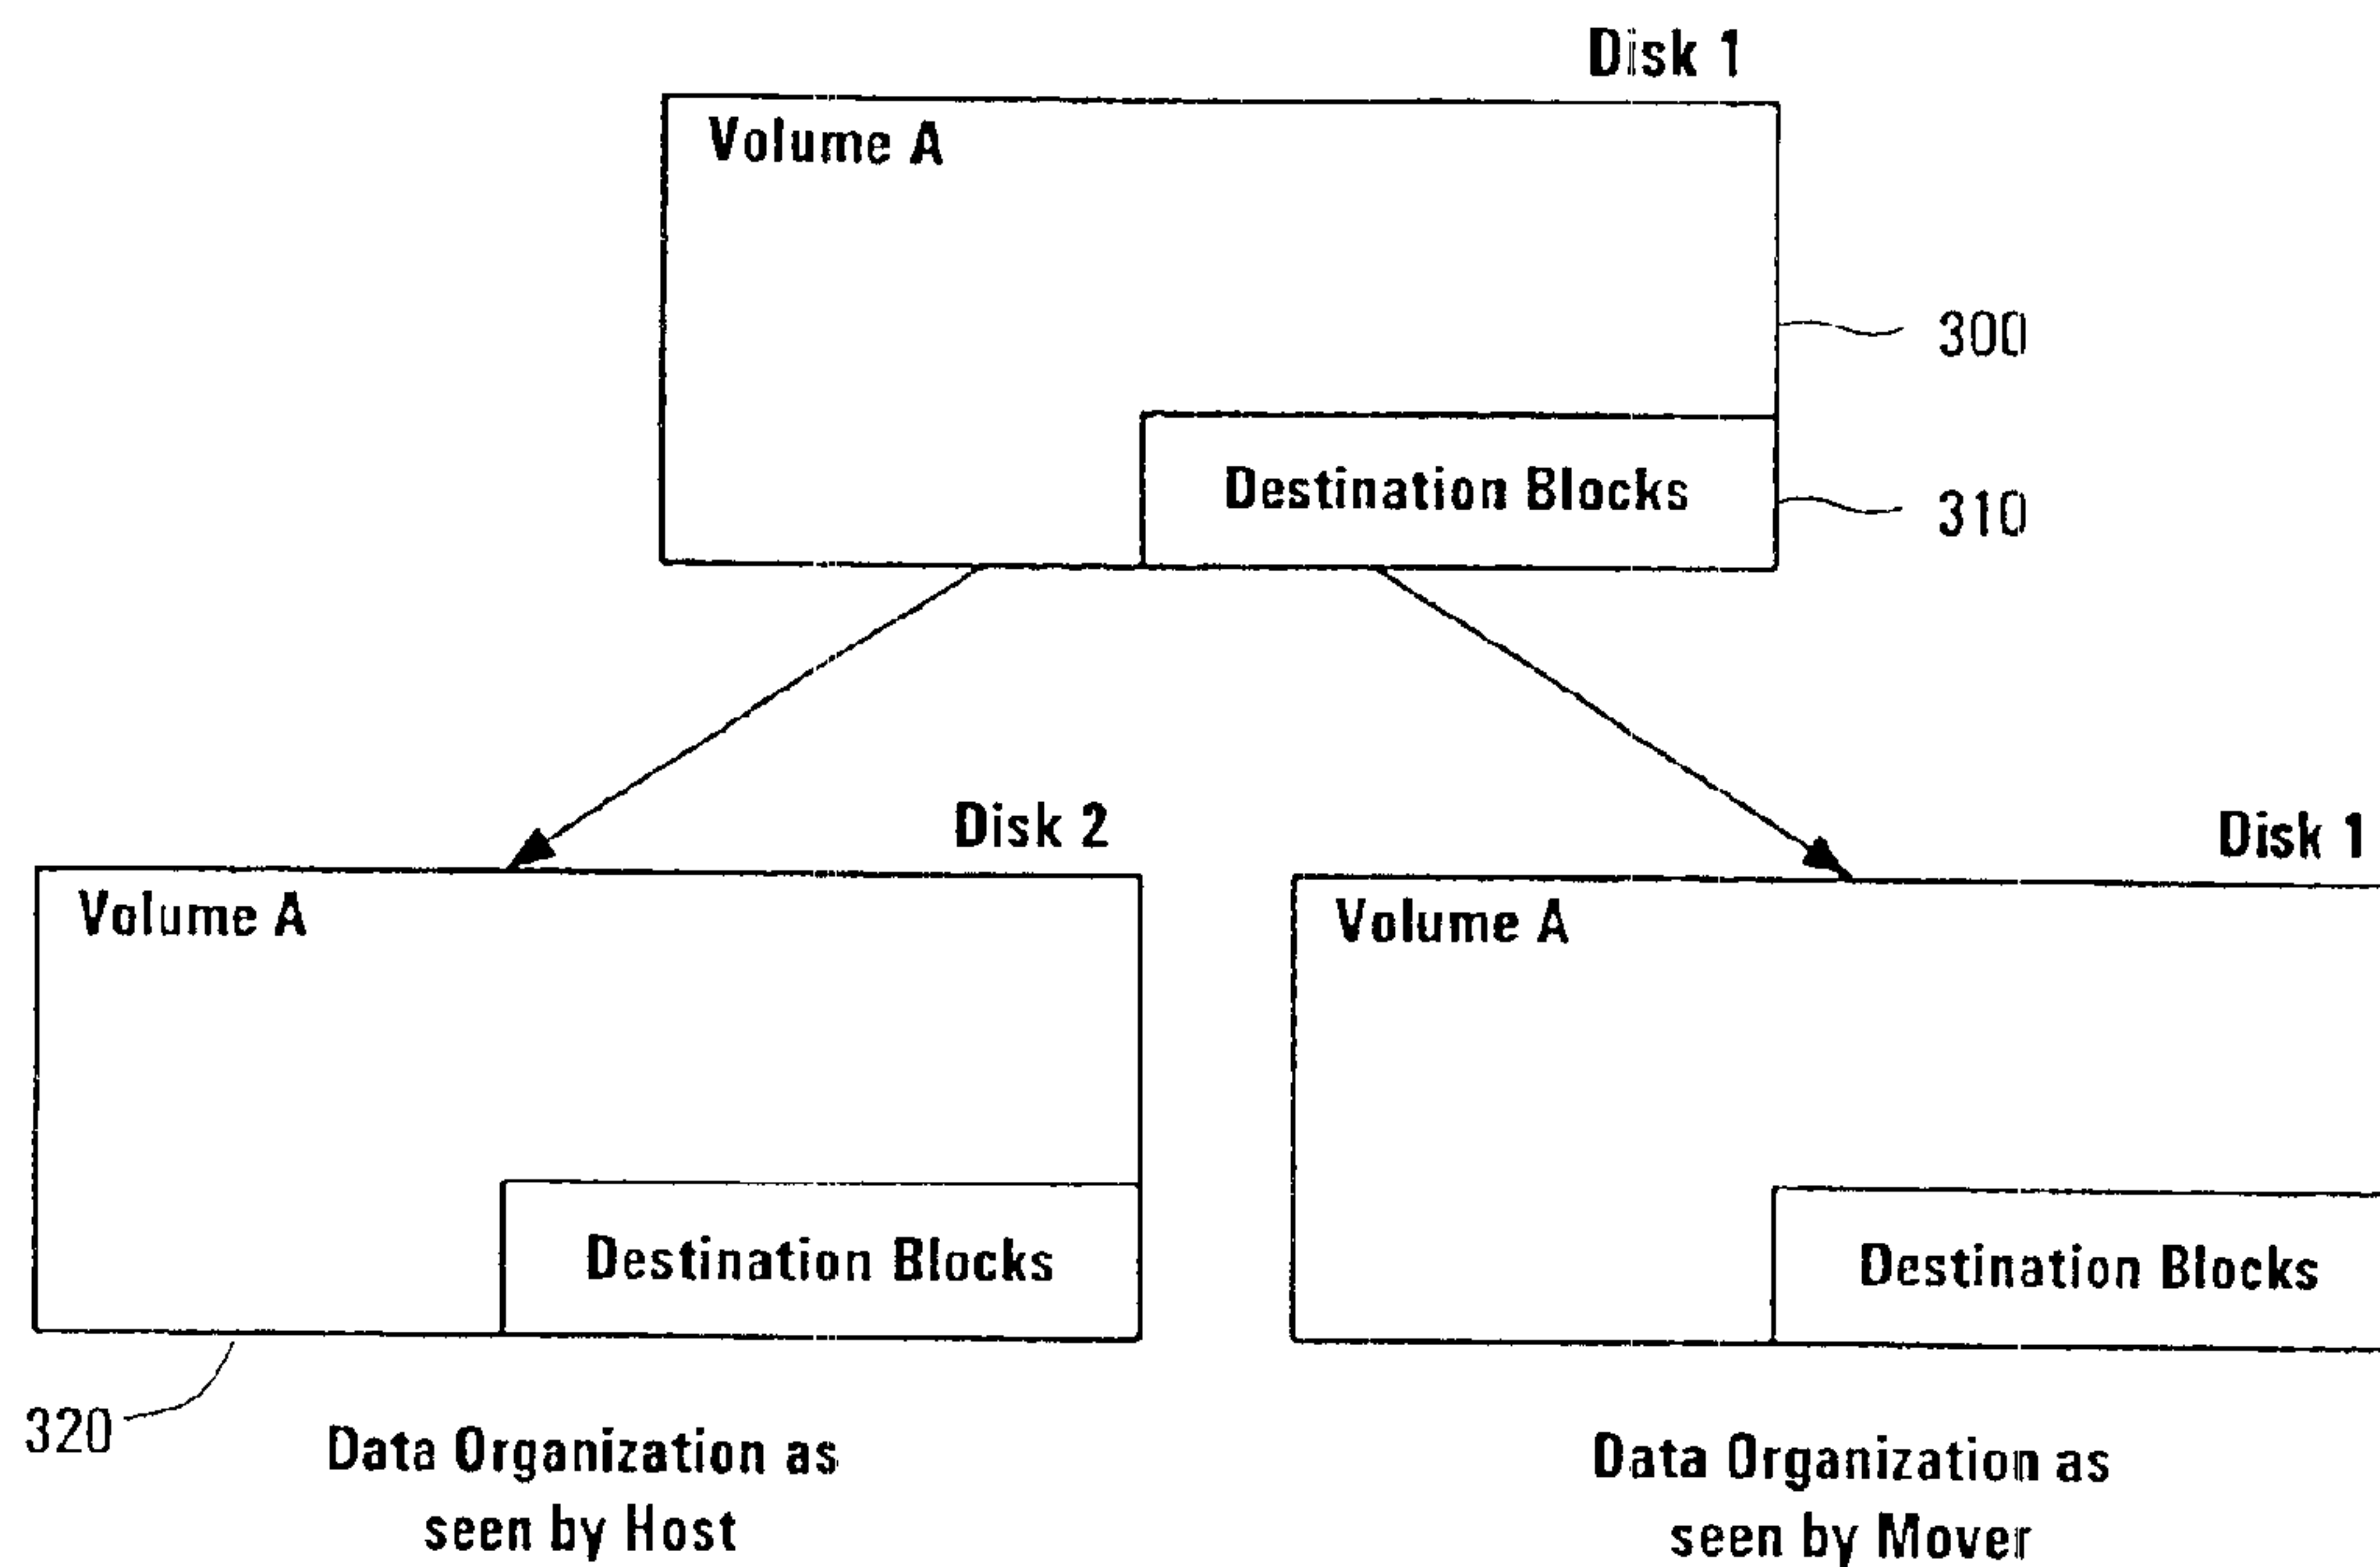 Disk 1
Volume A
300
Destination Blocks
310
Disk 2
Disk 1
Volume A
Volume A
Destination Blocks
Destination Blocks
320
Data Organization as
seen by Host
Data Organization as
seen by Mover